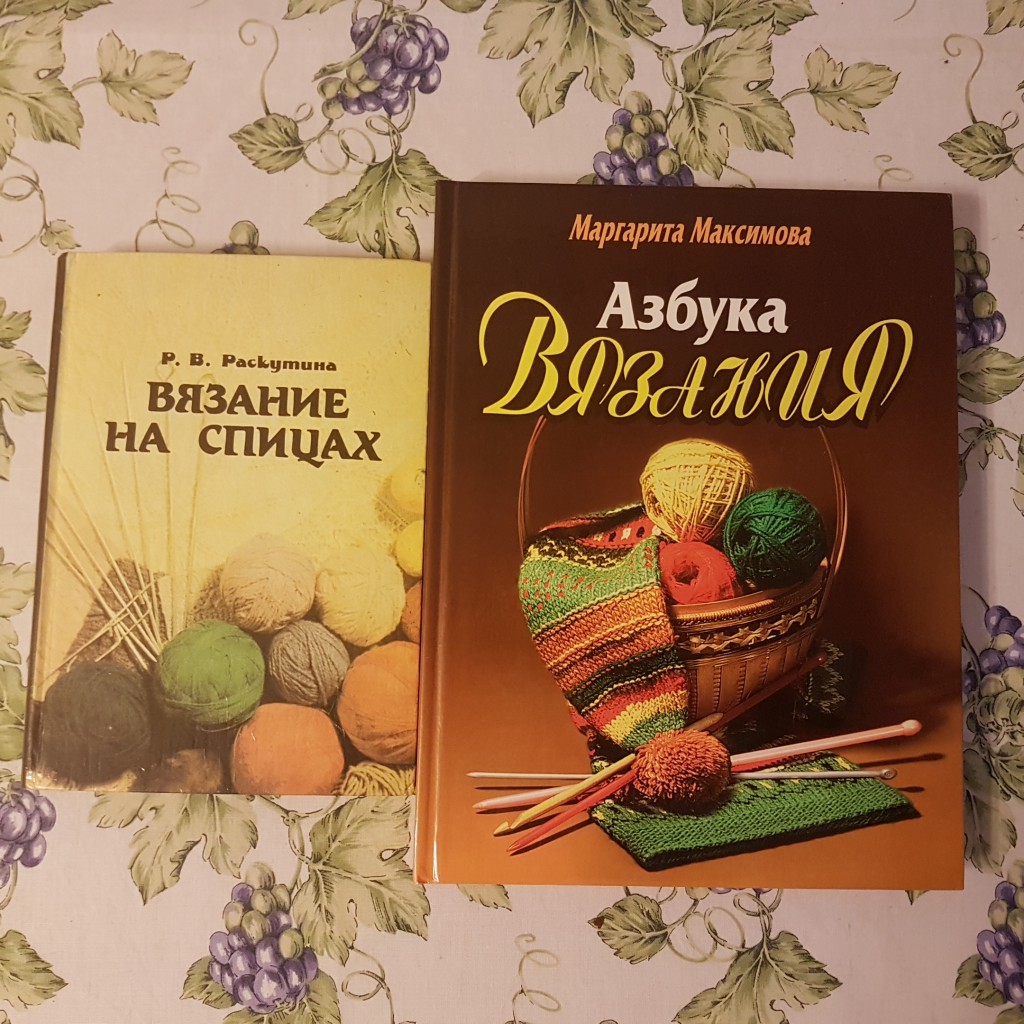 Р. В. Раскутина
ВЯЗАНИЕ
НА СПИЦАХ
Маргарита Максимова
Азбука
ВЯЗАНИЯ